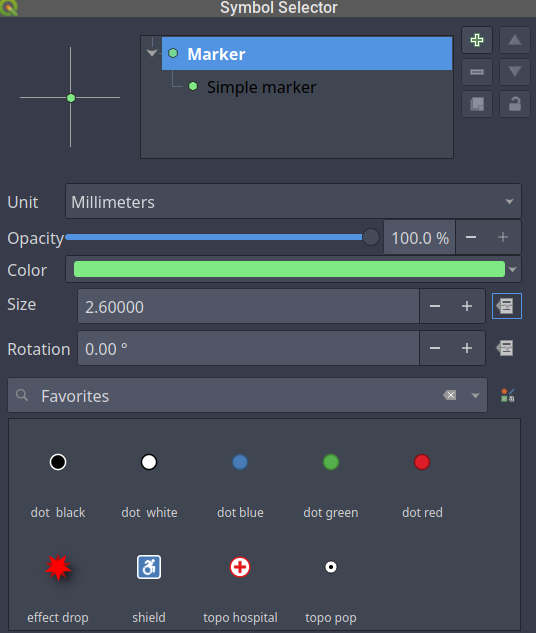 Symbol Selector
Marker
Simple marker
Unit
Millimeters
Opacity
100.0 %
Color
Size
2.60000
Rotation
0.00 °
Favorites
dot black
dot white
dot blue
dot green
dot red
effect drop
shield
topo hospital
topo pop